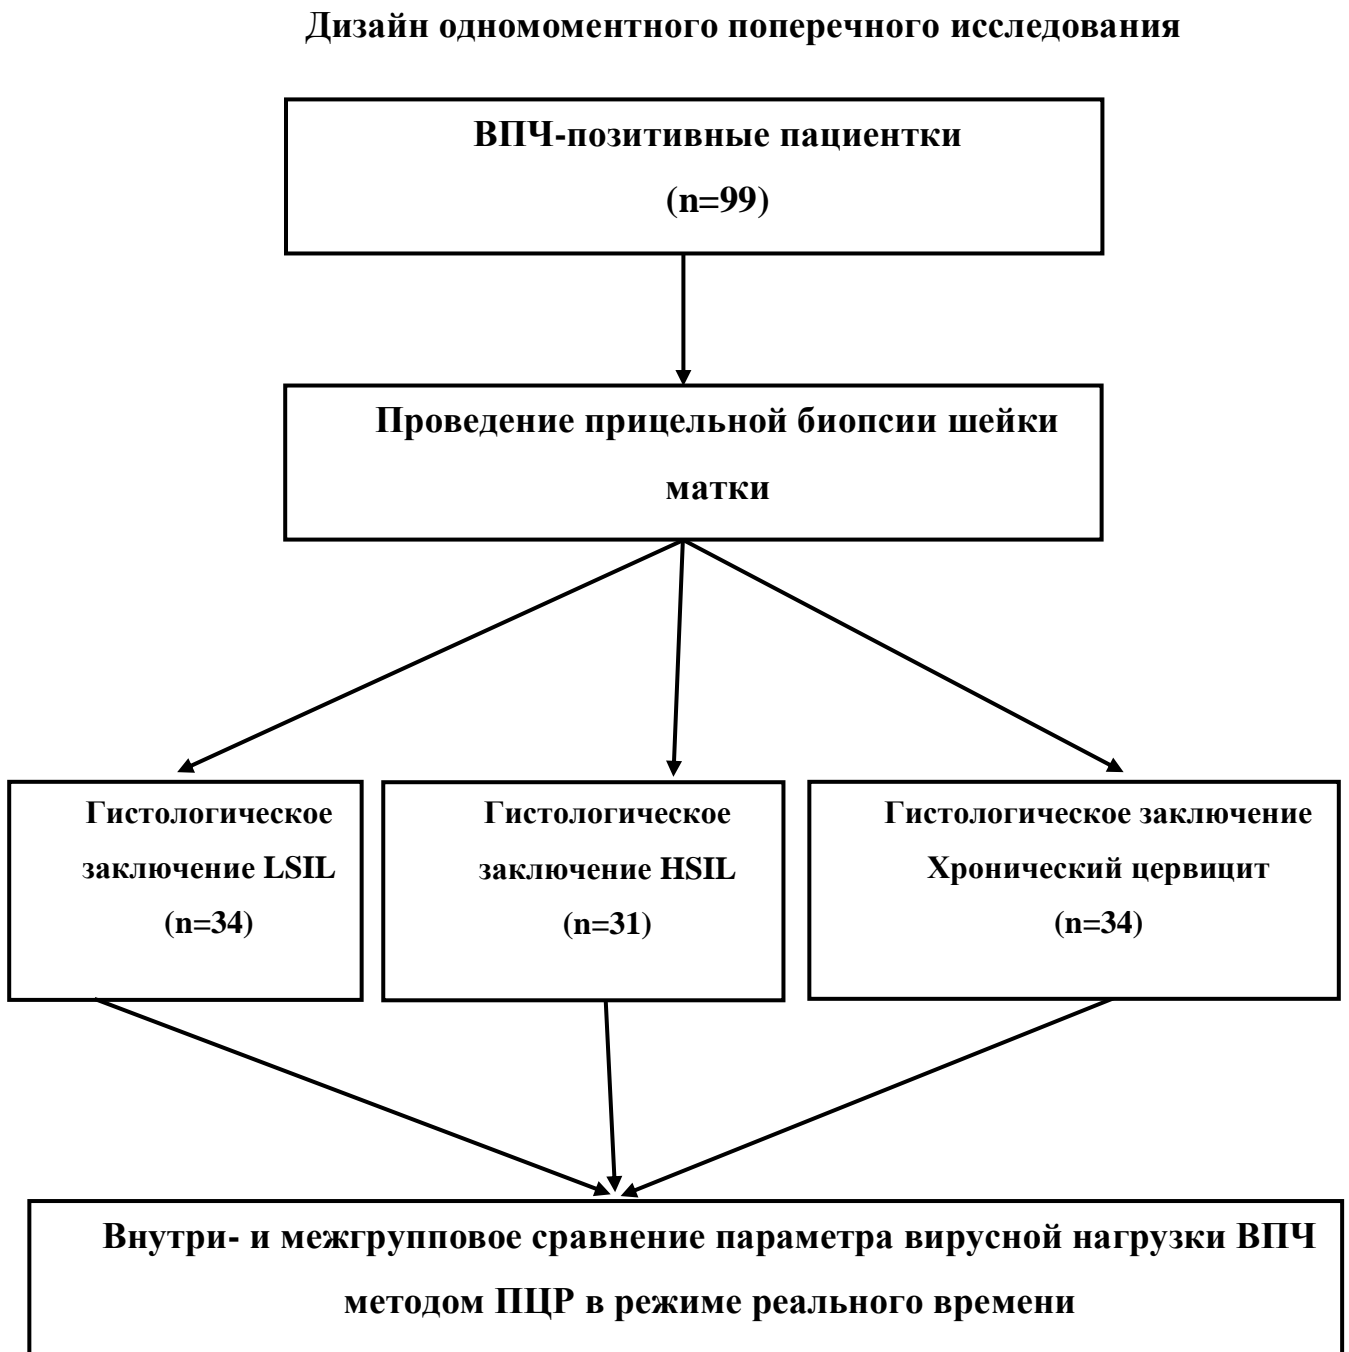 Дизайн одномоментного поперечного исследования
ВПЧ-позитивные пациентки
(n=99)
Проведение прицельной биопсии шейки
матки
Гистологическое
заключение LSIL
(n=34)
Гистологическое
заключение HSIL
(n=31)
Гистологическое заключение
Хронический цервицит
(n=34)
Внутри- и межгрупповое сравнение параметра вирусной нагрузки ВПЧ
методом ПЦР в режиме реального времени